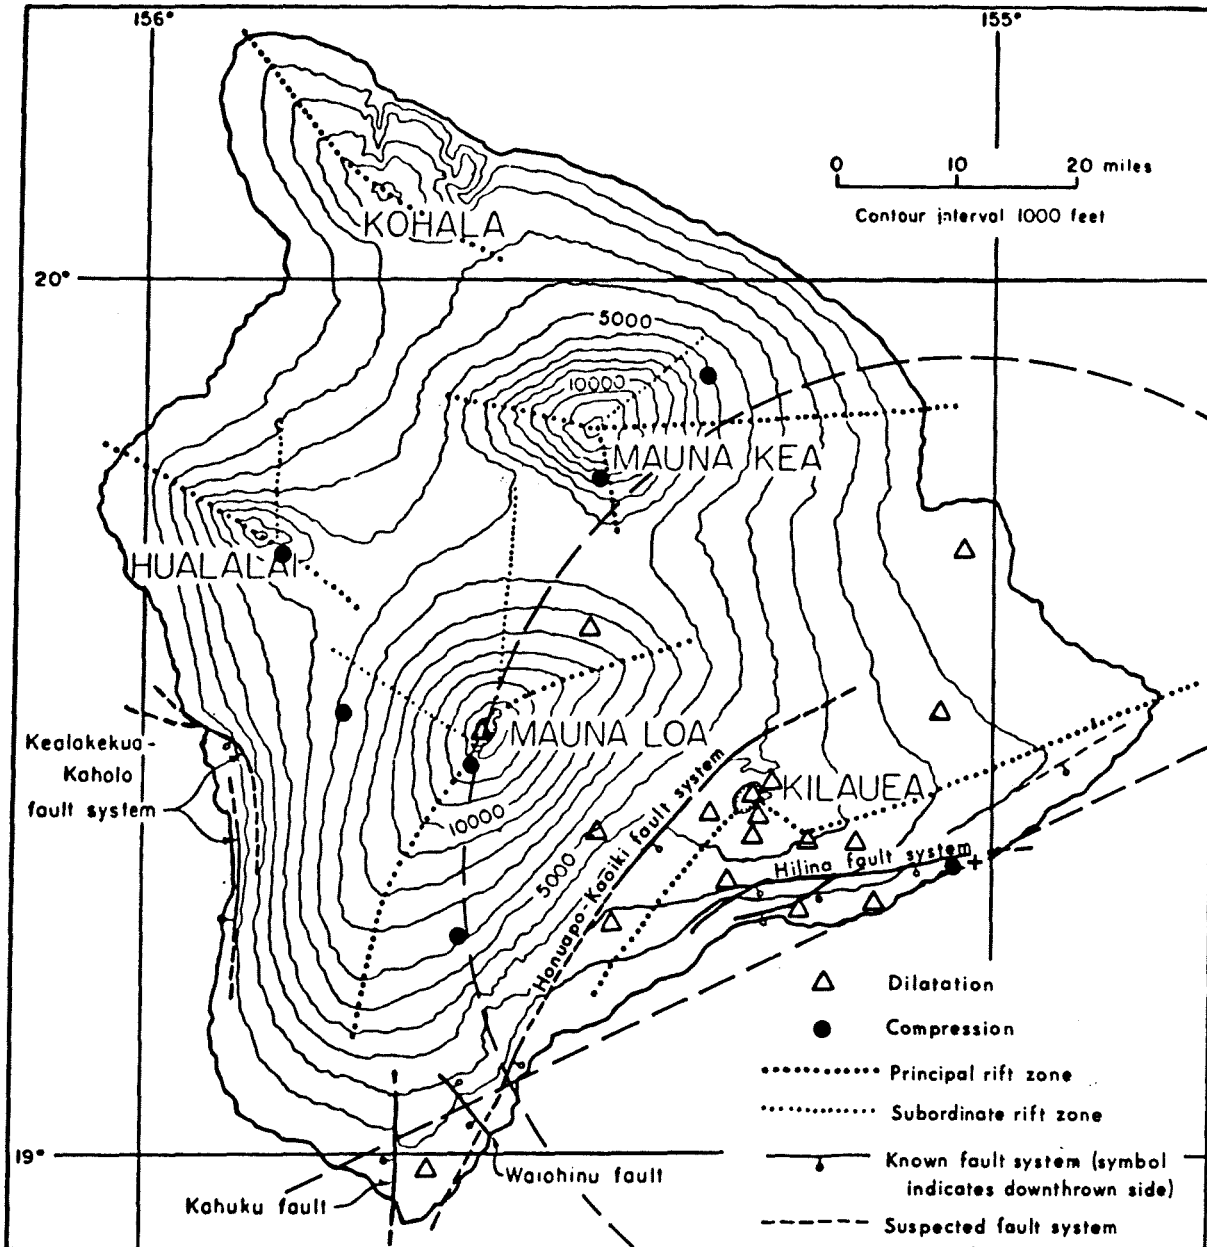 156°
155°
0 10 20 miles
Contour interval 1000 feet
KOHALA
20°
5000
10000
MAUNA KEA
HUALALAI
MAUNA LOA
Kealakekua-
Kaholo
fault system
KILAUEA
10000
5000
Honuapo-Kaoiki fault system
Hilina fault system
Dilatation
Compression
Principal rift zone
Subordinate rift zone
19°
Waiohinu fault
Known fault system (symbol
indicates downthrown side)
Kahuku fault
Suspected fault system